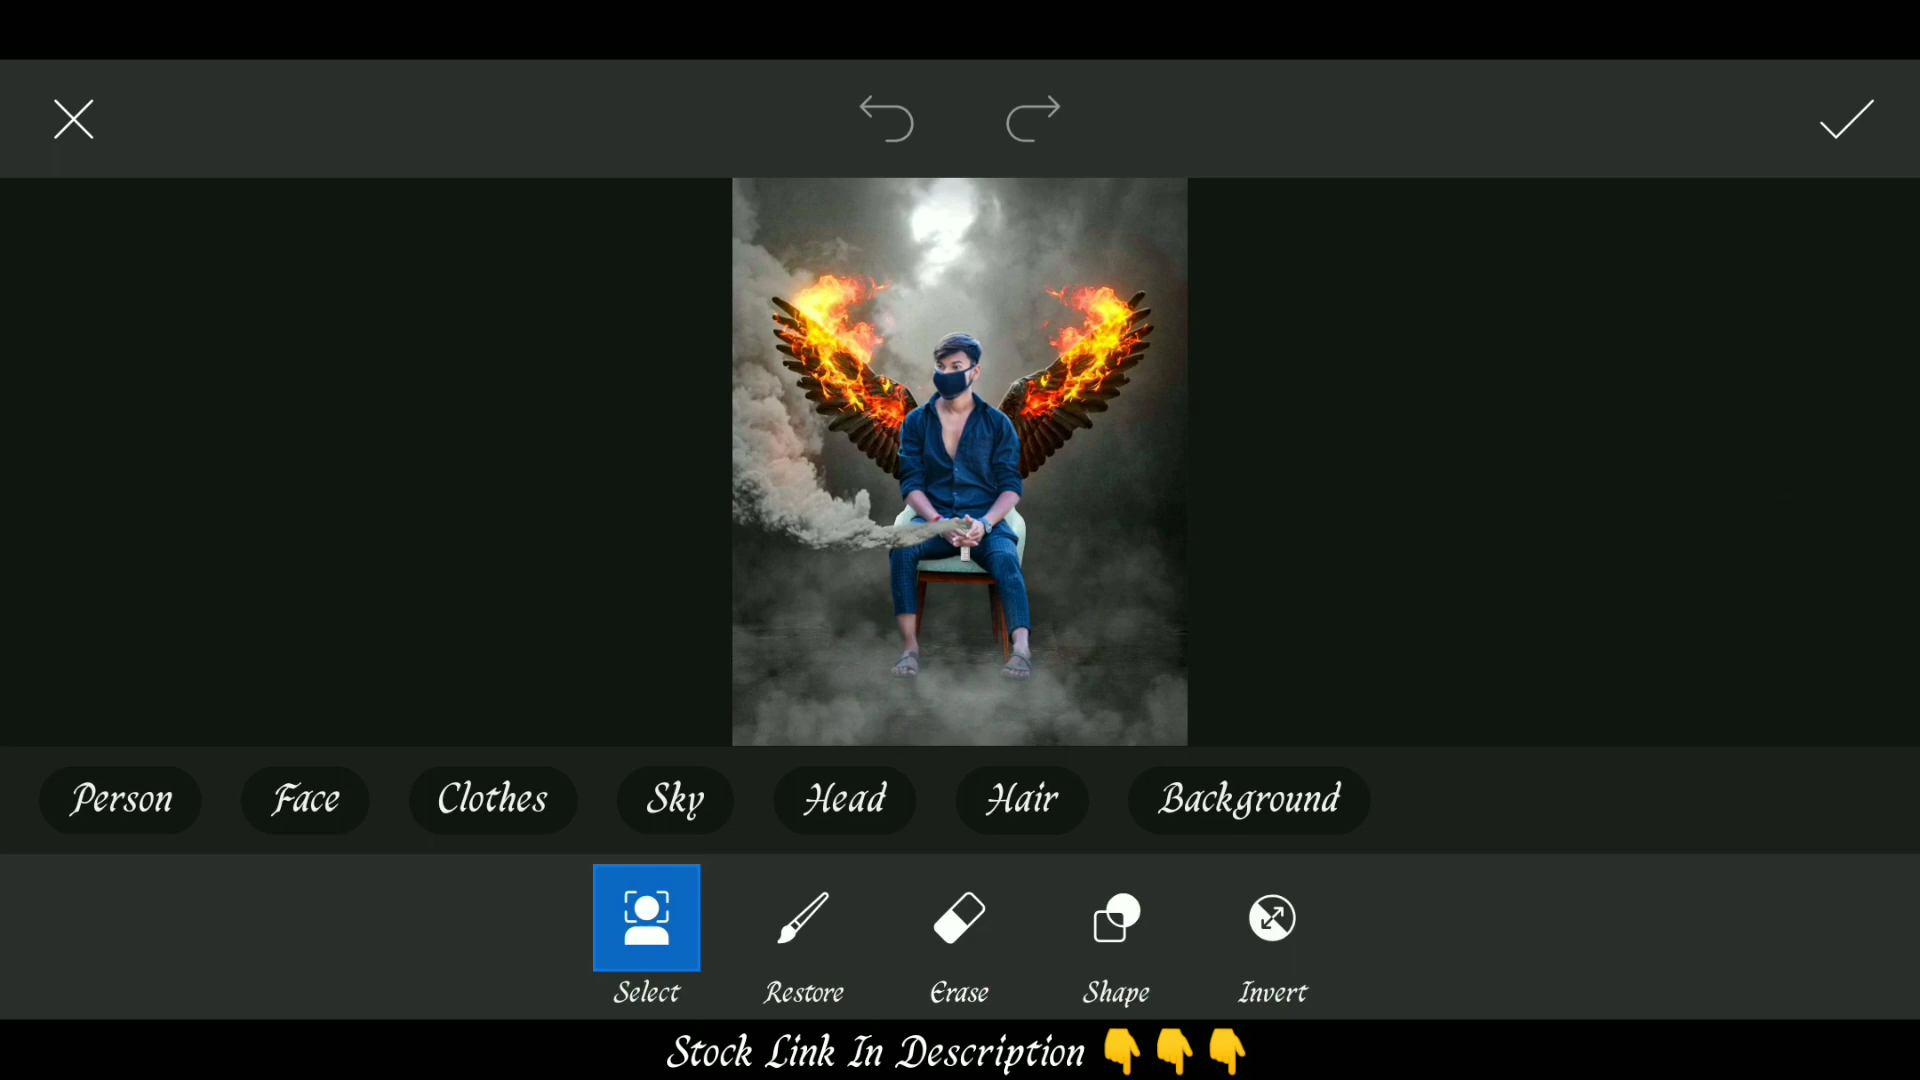 Person Face Clothes Sky Head Hair Background
Select Restore Erase Shape Invert
Stock Link In Description 👇👇👇